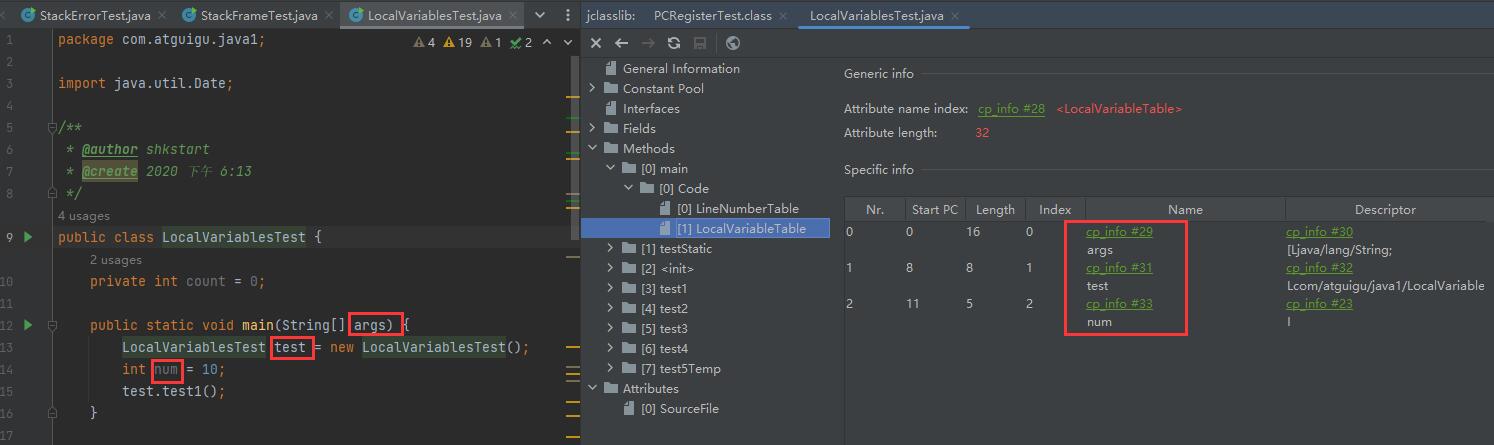 StackErrorTest.java StackFrameTest.java LocalVariablesTest.java
1 package com.atguigu.java1; 4 19 1 2
2
3 import java.util.Date;
4
5 /**
6 * @author shkstart
7 * @create 2020 下午 6:13
8 */
4 usages
9 public class LocalVariablesTest {
2 usages
10 private int count = 0;
11
12 public static void main(String[] args) {
13 LocalVariablesTest test = new LocalVariablesTest();
14 int num = 10;
15 test.test1();
16 }
17
jclasslib: PCRegisterTest.class LocalVariablesTest.java
General Information
Constant Pool
Interfaces
Fields
Methods
[0] main
[0] Code
[0] LineNumberTable
[1] LocalVariableTable
[1] testStatic
[2] <init>
[3] test1
[4] test2
[5] test3
[6] test4
[7] test5Temp
Attributes
[0] SourceFile
Generic info
Attribute name index: cp_info #28 <LocalVariableTable>
Attribute length: 32
Specific info
Nr. Start PC Length Index Name Descriptor
0 0 16 0 cp_info #29 cp_info #30
args [Ljava/lang/String;
1 8 8 1 cp_info #31 cp_info #32
test Lcom/atguigu/java1/LocalVariable
2 11 5 2 cp_info #33 cp_info #23
num I